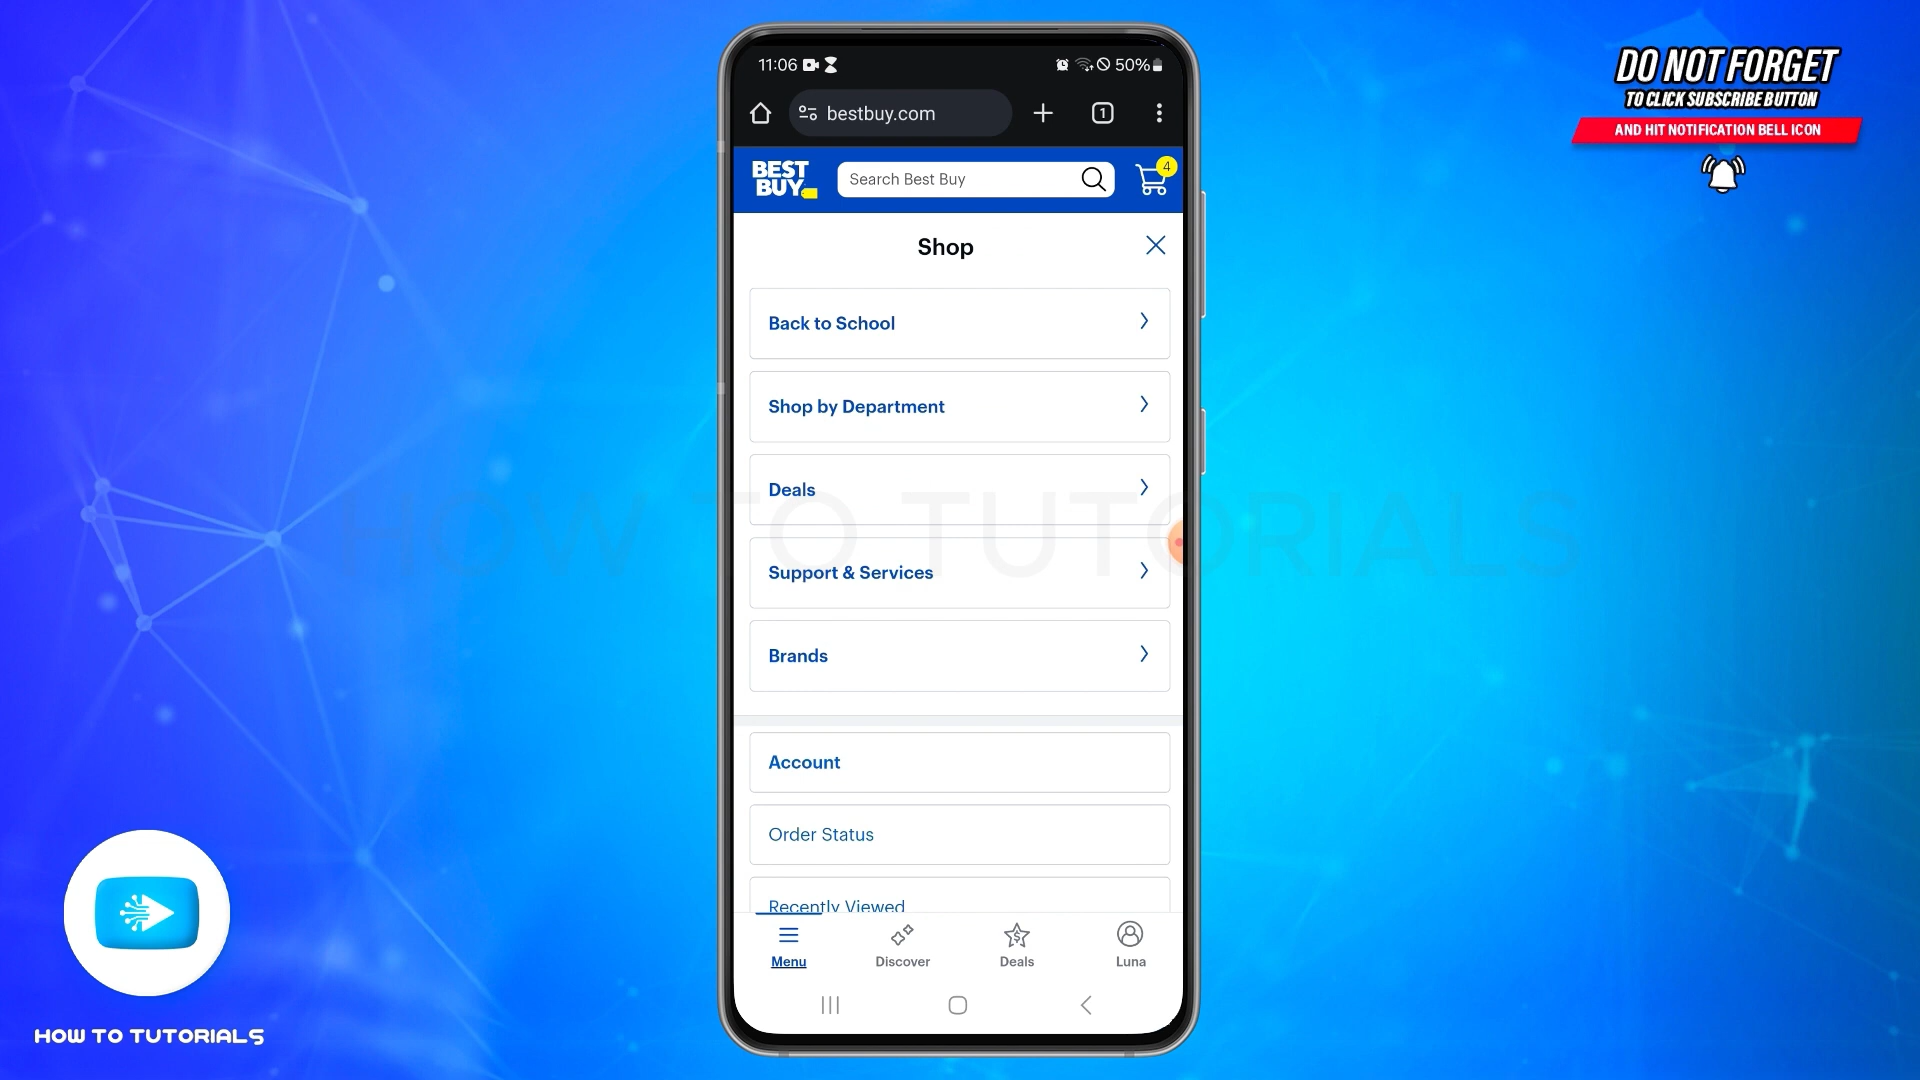 DO NOT FORGET
TO CLICK SUBSCRIBE BUTTON
AND HIT NOTIFICATION BELL ICON
11:06
50%
bestbuy.com
1
BEST
BUY
Search Best Buy
4
Shop
Back to School
Shop by Department
Deals
HOW TO TUTORIALS
Support & Services
Brands
Account
Order Status
Recently Viewed
Menu
Discover
Deals
Luna
HOW TO TUTORIALS